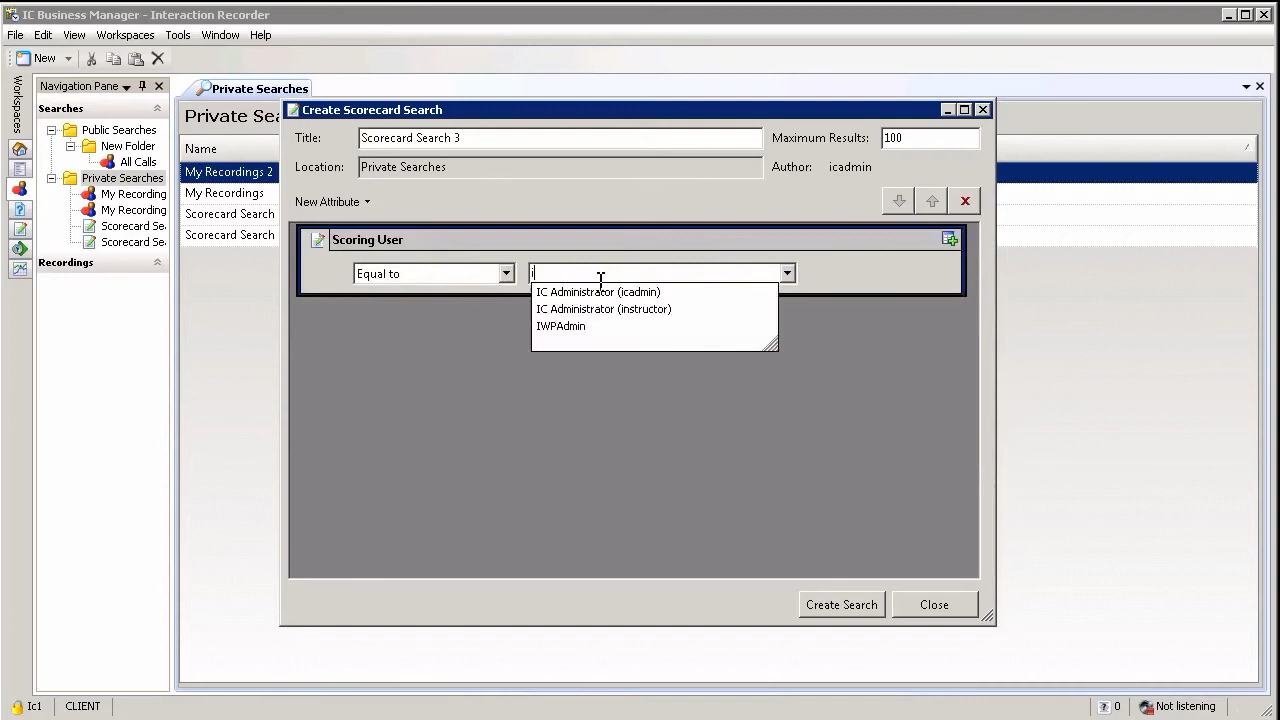 IC Business Manager - Interaction Recorder
File Edit View Workspaces Tools Window Help
New
Workspaces
Navigation Pane
Searches
Public Searches
New Folder
All Calls
Private Searches
My Recording
My Recording
Scorecard Se
Scorecard Se
Recordings
Private Searches
Private Sea
Name
My Recordings 2
My Recordings
Scorecard Search
Scorecard Search
Create Scorecard Search
Title: Scorecard Search 3 Maximum Results: 100
Location: Private Searches Author: icadmin
New Attribute
Scoring User
Equal to i
IC Administrator (icadmin)
IC Administrator (instructor)
IWPAdmin
Create Search Close
Ic1 CLIENT 0 Not listening